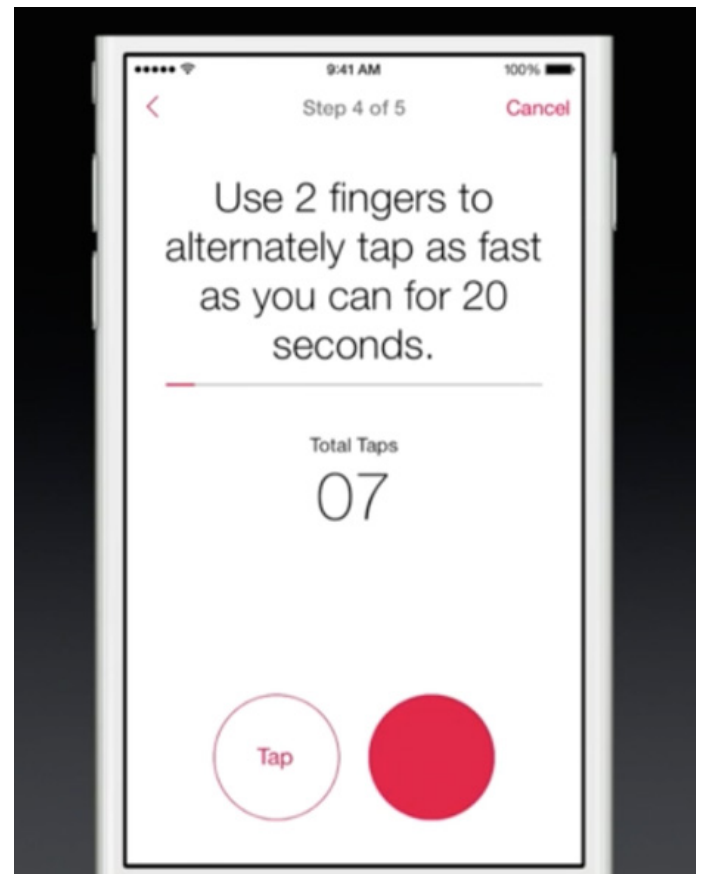 9:41 AM
100%
Step 4 of 5
Cancel
Use 2 fingers to
alternately tap as fast
as you can for 20
seconds.
Total Taps
07
Tap